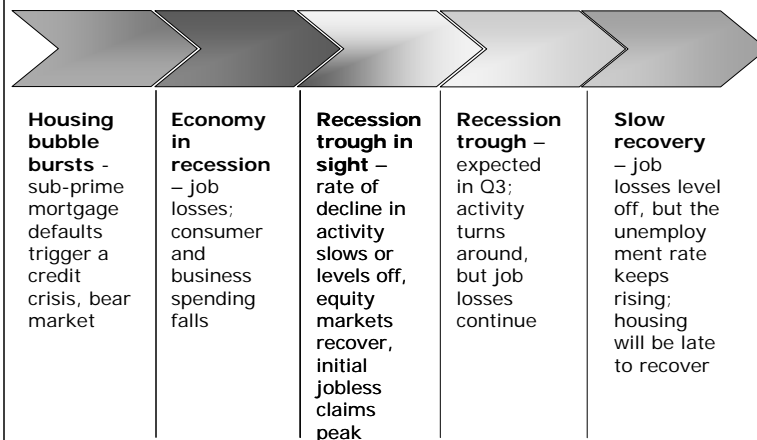 Housing
bubble
bursts -
sub-prime
mortgage
defaults
trigger a
credit
crisis, bear
market
Economy
in
recession
– job
losses;
consumer
and
business
spending
falls
Recession
trough in
sight –
rate of
decline in
activity
slows or
levels off,
equity
markets
recover,
initial
jobless
claims
peak
Recession
trough –
expected
in Q3;
activity
turns
around,
but job
losses
continue
Slow
recovery
– job
losses level
off, but the
unemploy
ment rate
keeps
rising;
housing
will be late
to recover